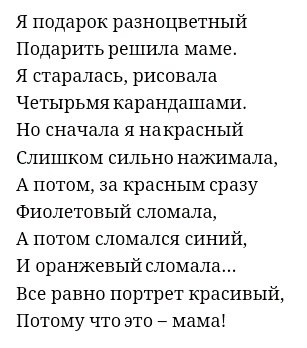 Я подарок разноцветный
Подарить решила маме.
Я старалась, рисовала
Четырьмя карандашами.
Но сначала я на красный
Слишком сильно нажимала,
А потом, за красным сразу
Фиолетовый сломала,
А потом сломался синий,
И оранжевый сломала...
Все равно портрет красивый,
Потому что это – мама!